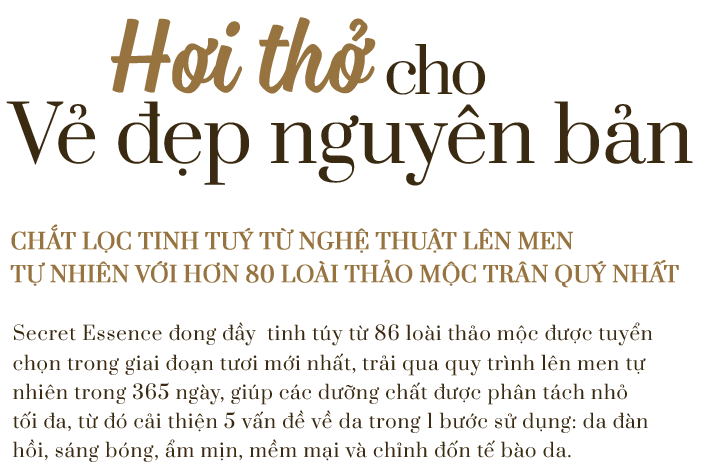 Hơi thở cho
Vẻ đẹp nguyên bản
CHẮT LỌC TINH TUÝ TỪ NGHỆ THUẬT LÊN MEN
TỰ NHIÊN VỚI HƠN 80 LOÀI THẢO MỘC TRÂN QUÝ NHẤT
Secret Essence đong đầy tinh túy từ 86 loài thảo mộc được tuyển
chọn trong giai đoạn tươi mới nhất, trải qua quy trình lên men tự
nhiên trong 365 ngày, giúp các dưỡng chất được phân tách nhỏ
tối đa, từ đó cải thiện 5 vấn đề về da trong 1 bước sử dụng: da đàn
hồi, sáng bóng, ẩm mịn, mềm mại và chỉnh đốn tế bào da.